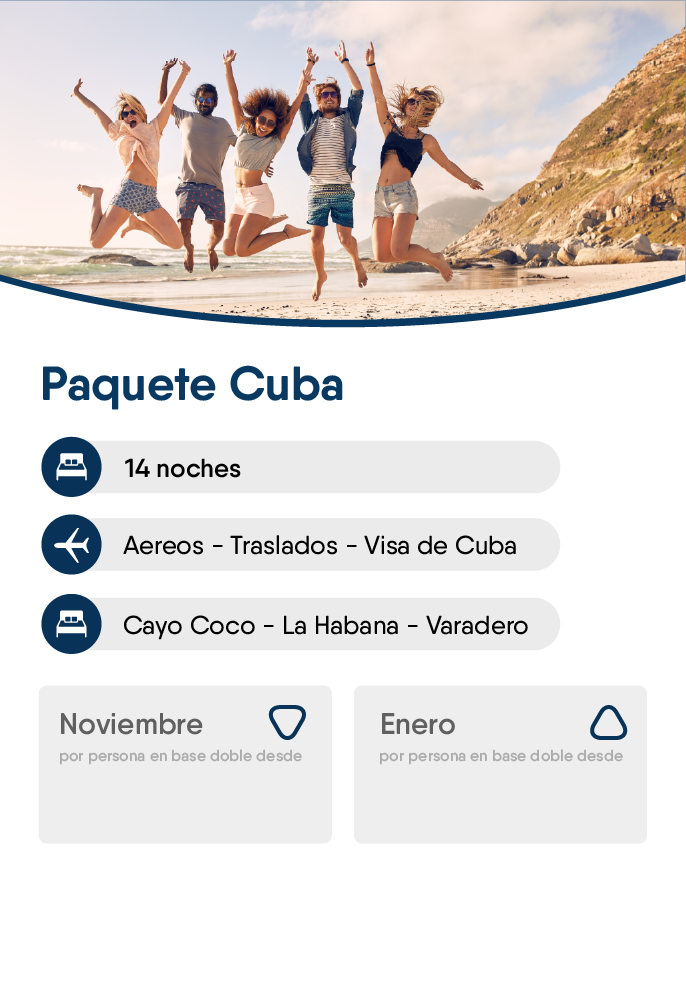 Paquete Cuba
14 noches
Aereos - Traslados - Visa de Cuba
Cayo Coco - La Habana - Varadero
Noviembre
por persona en base doble desde
Enero
por persona en base doble desde